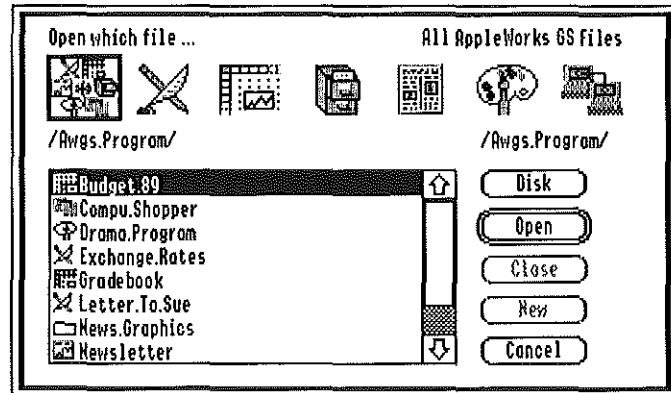 Open which file ...
All AppleWorks GS Files
/Awgs.Program/
/Awgs.Program/
Budget.89
Compu.Shopper
Drama.Program
Exchange.Rates
Gradebook
Letter.To.Sue
News.Graphics
Newsletter
Disk
Open
Close
New
Cancel